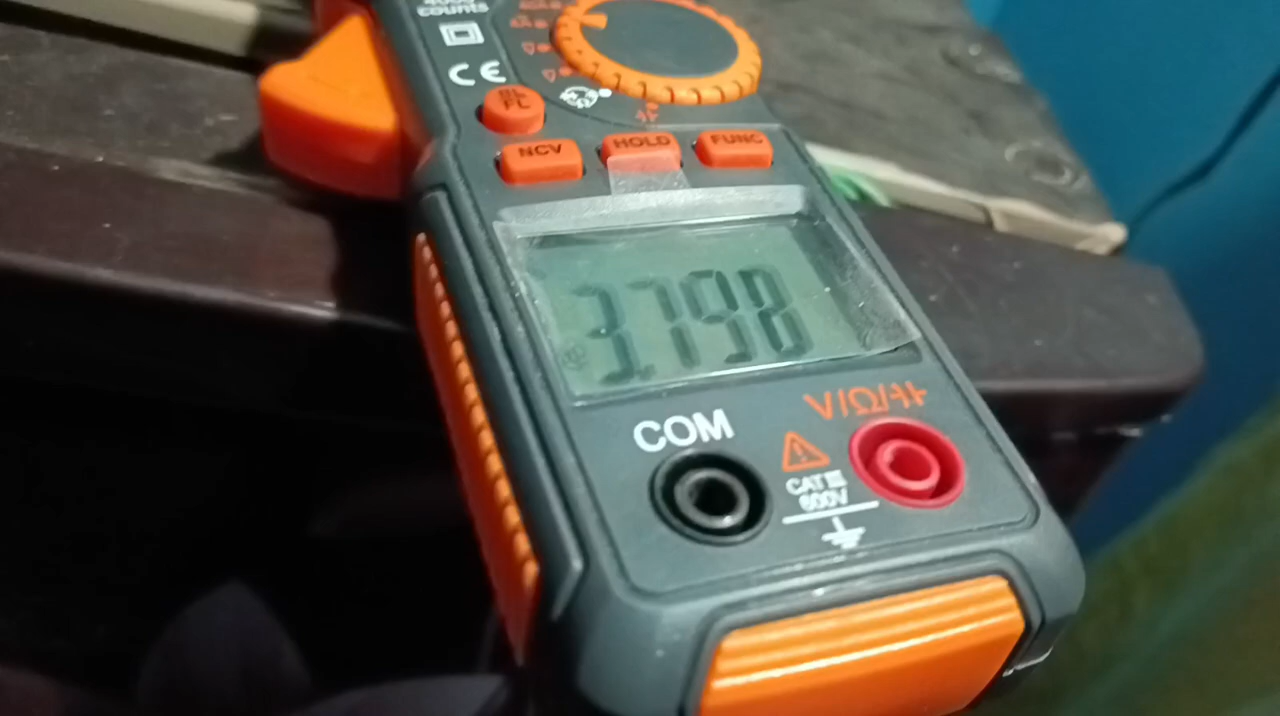 counts
CE
NCV
HOLD
FUNC
3.798
V/Ω/
COM
CAT III
600V